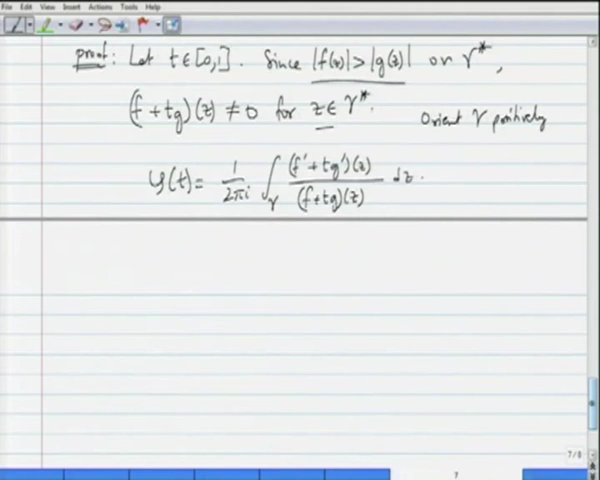 File Edit View Insert Actions Tools Help
proof: Let t∈[0,1]. Since |f(z)|>|g(z)| on γ*,
(f+tg)(z) ≠ 0 for z∈ γ*. Orient γ positively
φ(t) = 1/2πi ∫_γ (f'+tg')(z)/(f+tg)(z) dz.
7/8
7